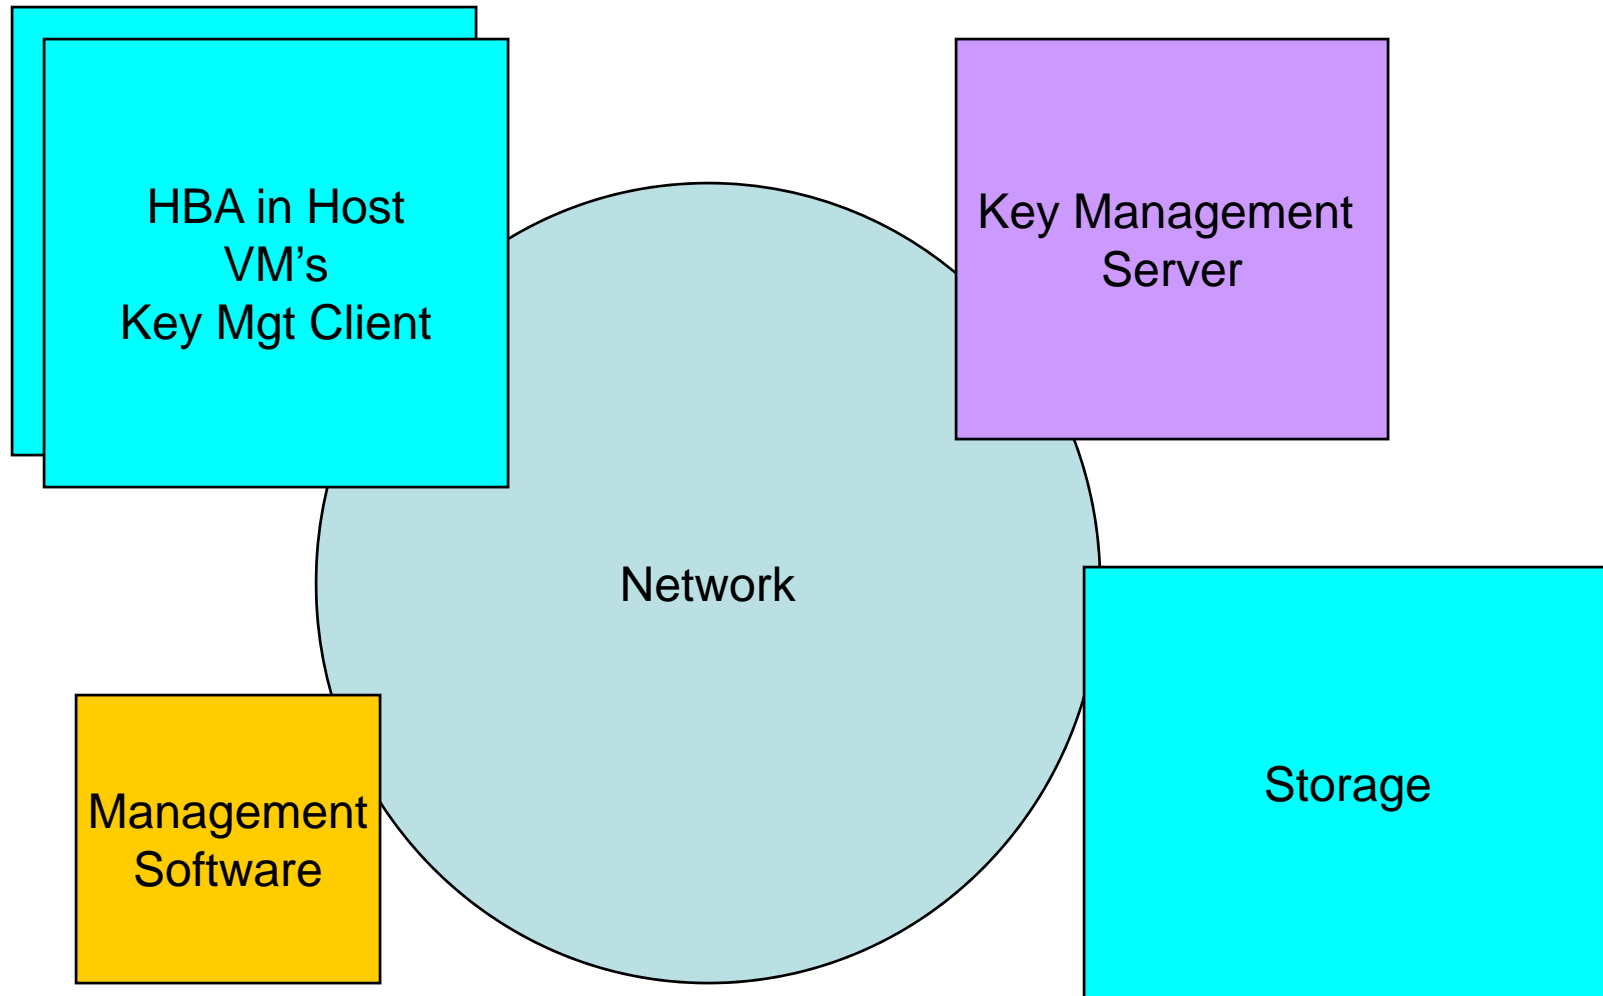 HBA in Host
VM’s
Key Mgt Client
Key Management
Server
Network
Management
Software
Storage